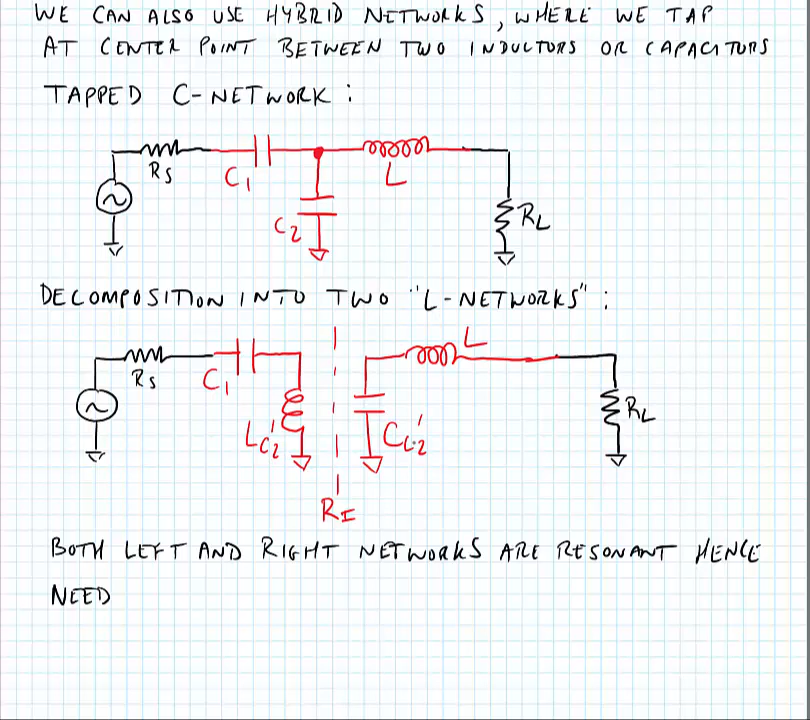 WE CAN ALSO USE HYBRID NETWORKS, WHERE WE TAP
AT CENTER POINT BETWEEN TWO INDUCTORS OR CAPACITORS
TAPPED C-NETWORK:
RS
C1
L
C2
RL
DECOMPOSITION INTO TWO "L-NETWORKS":
L
RS
C1
RL
LC2'
CL2'
RI
BOTH LEFT AND RIGHT NETWORKS ARE RESONANT HENCE
NEED